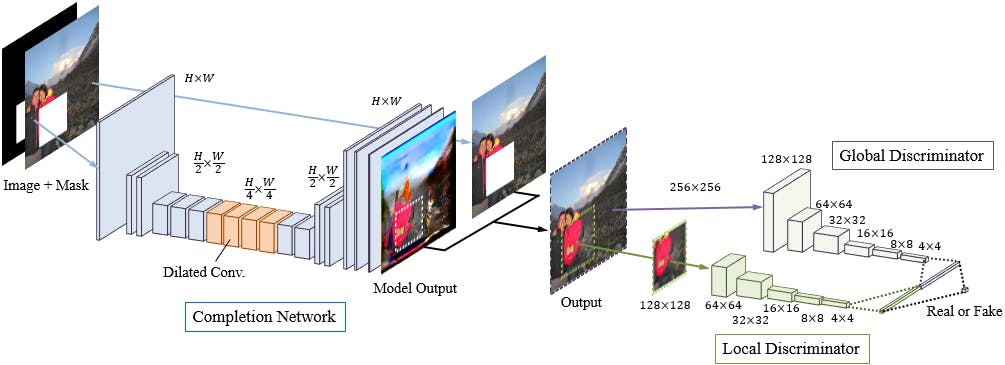 Image + Mask
H×W
H/2 × W/2
H/4 × W/4
H/2 × W/2
H×W
Dilated Conv.
Model Output
Completion Network
Output
256×256
128×128
Global Discriminator
128×128
64×64
32×32
16×16
8×8
4×4
64×64
32×32
16×16
8×8
4×4
Real or Fake
Local Discriminator